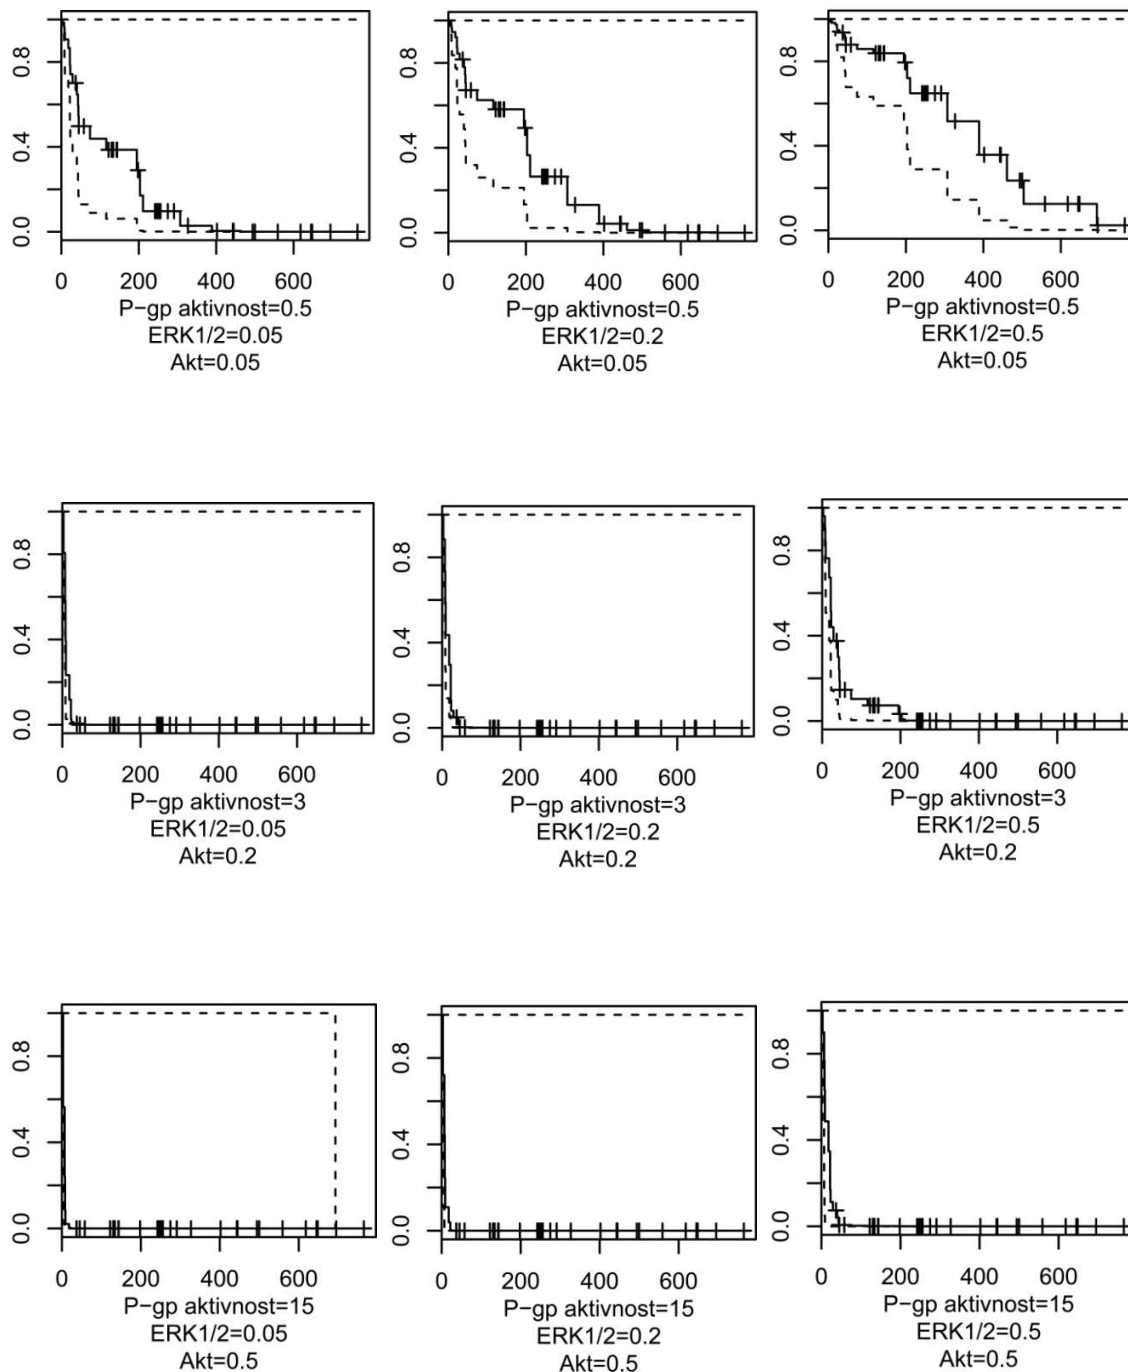 0.8
0.4
0.0
0 200 400 600
P-gp aktivnost=0.5
ERK1/2=0.05
Akt=0.05
0.8
0.4
0.0
0 200 400 600
P-gp aktivnost=0.5
ERK1/2=0.2
Akt=0.05
0.8
0.4
0.0
0 200 400 600
P-gp aktivnost=0.5
ERK1/2=0.5
Akt=0.05
0.8
0.4
0.0
0 200 400 600
P-gp aktivnost=3
ERK1/2=0.05
Akt=0.2
0.8
0.4
0.0
0 200 400 600
P-gp aktivnost=3
ERK1/2=0.2
Akt=0.2
0.8
0.4
0.0
0 200 400 600
P-gp aktivnost=3
ERK1/2=0.5
Akt=0.2
0.8
0.4
0.0
0 200 400 600
P-gp aktivnost=15
ERK1/2=0.05
Akt=0.5
0.8
0.4
0.0
0 200 400 600
P-gp aktivnost=15
ERK1/2=0.2
Akt=0.5
0.8
0.4
0.0
0 200 400 600
P-gp aktivnost=15
ERK1/2=0.5
Akt=0.5